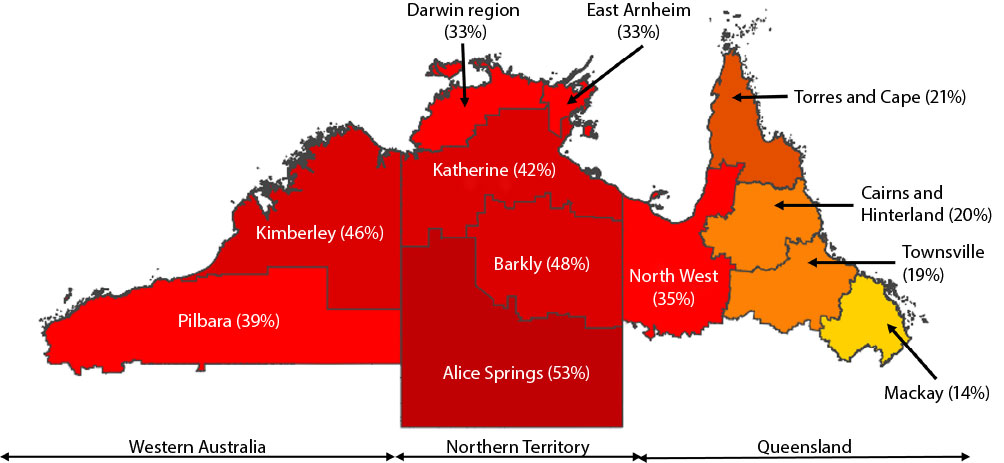 Darwin region
(33%)
East Arnheim
(33%)
Torres and Cape (21%)
Katherine (42%)
Cairns and
Hinterland (20%)
Kimberley (46%)
Townsville
(19%)
Barkly (48%)
North West
(35%)
Pilbara (39%)
Alice Springs (53%)
Mackay (14%)
Western Australia
Northern Territory
Queensland